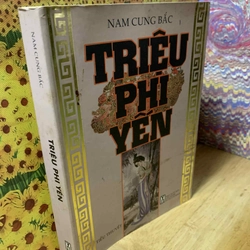 NAM CUNG BẮC
TRIỆU
PHI
YẾN
NAM CUNG BẮC
TRIỆU PHI YẾN